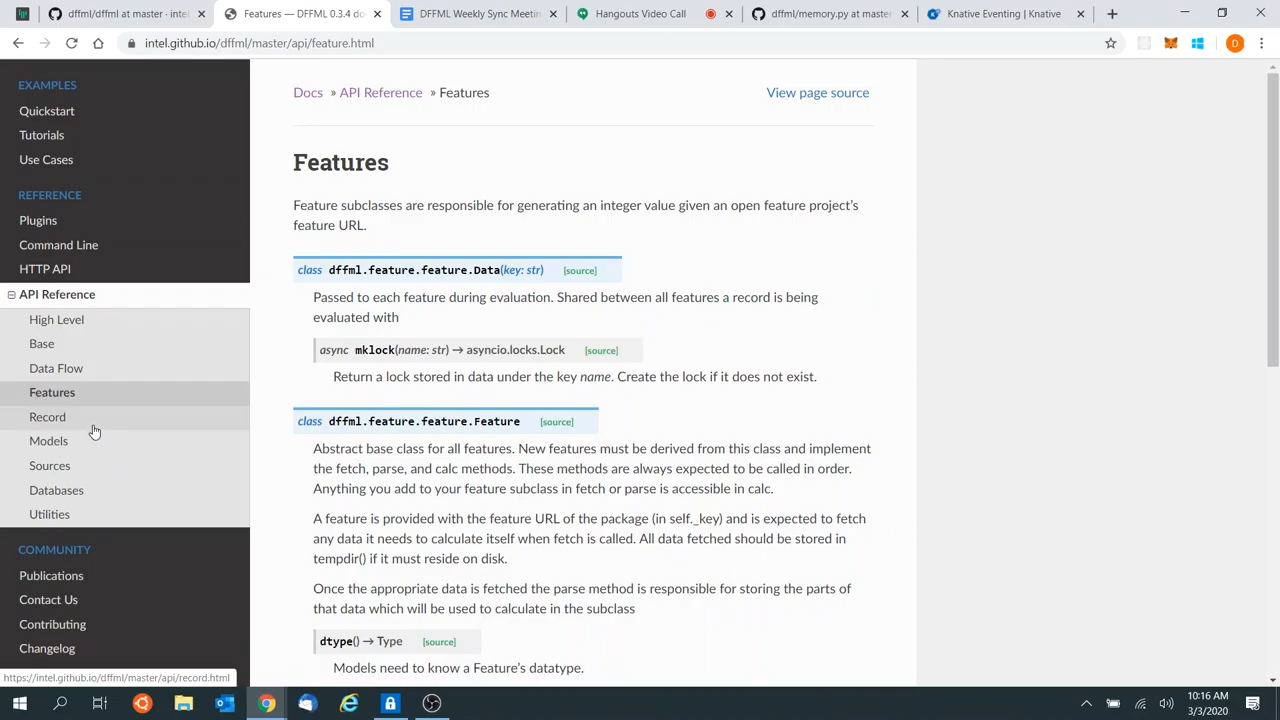 dffml/dffml at master · intel
Features — DFFML 0.3.4 do
DFFML Weekly Sync Meetin
Hangouts Video Call
dffml/memory.py at master
Knative Eventing | Knative
intel.github.io/dffml/master/api/feature.html
D
EXAMPLES
Quickstart
Tutorials
Use Cases
REFERENCE
Plugins
Command Line
HTTP API
API Reference
High Level
Base
Data Flow
Features
Record
Models
Sources
Databases
Utilities
COMMUNITY
Publications
Contact Us
Contributing
Changelog
https://intel.github.io/dffml/master/api/record.html
Docs » API Reference » Features
View page source
Features
Feature subclasses are responsible for generating an integer value given an open feature project's
feature URL.
class dffml.feature.feature.Data(key: str) [source]
Passed to each feature during evaluation. Shared between all features a record is being
evaluated with
async mklock(name: str) → asyncio.locks.Lock [source]
Return a lock stored in data under the key name. Create the lock if it does not exist.
class dffml.feature.feature.Feature [source]
Abstract base class for all features. New features must be derived from this class and implement
the fetch, parse, and calc methods. These methods are always expected to be called in order.
Anything you add to your feature subclass in fetch or parse is accessible in calc.
A feature is provided with the feature URL of the package (in self._key) and is expected to fetch
any data it needs to calculate itself when fetch is called. All data fetched should be stored in
tempdir() if it must reside on disk.
Once the appropriate data is fetched the parse method is responsible for storing the parts of
that data which will be used to calculate in the subclass
dtype() → Type [source]
Models need to know a Feature's datatype.
10:16 AM
3/3/2020